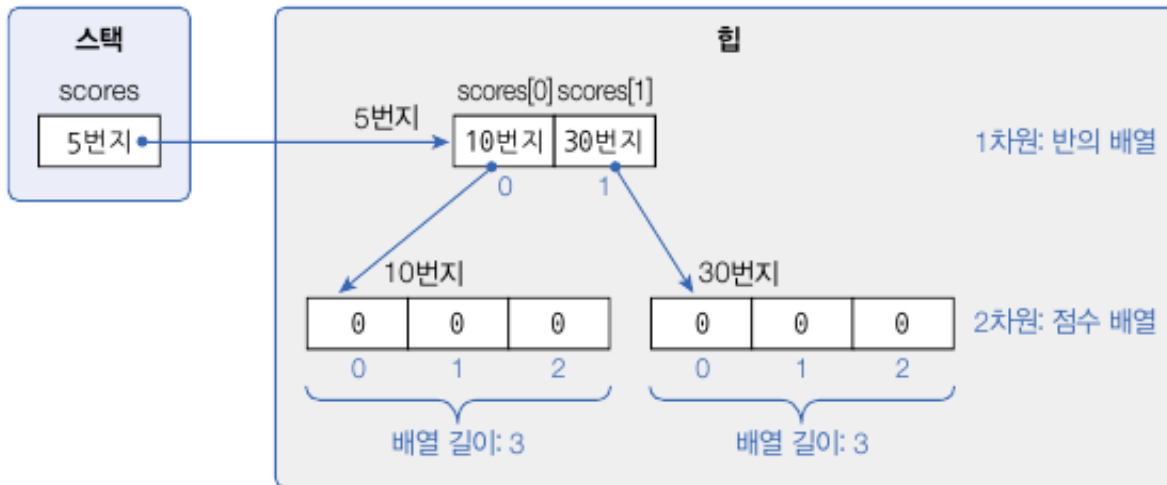 스택
힙
scores
scores[0] scores[1]
5번지
5번지
10번지 30번지
1차원: 반의 배열
0 1
10번지
30번지
0 0 0
0 0 0
2차원: 점수 배열
0 1 2
0 1 2
배열 길이: 3
배열 길이: 3